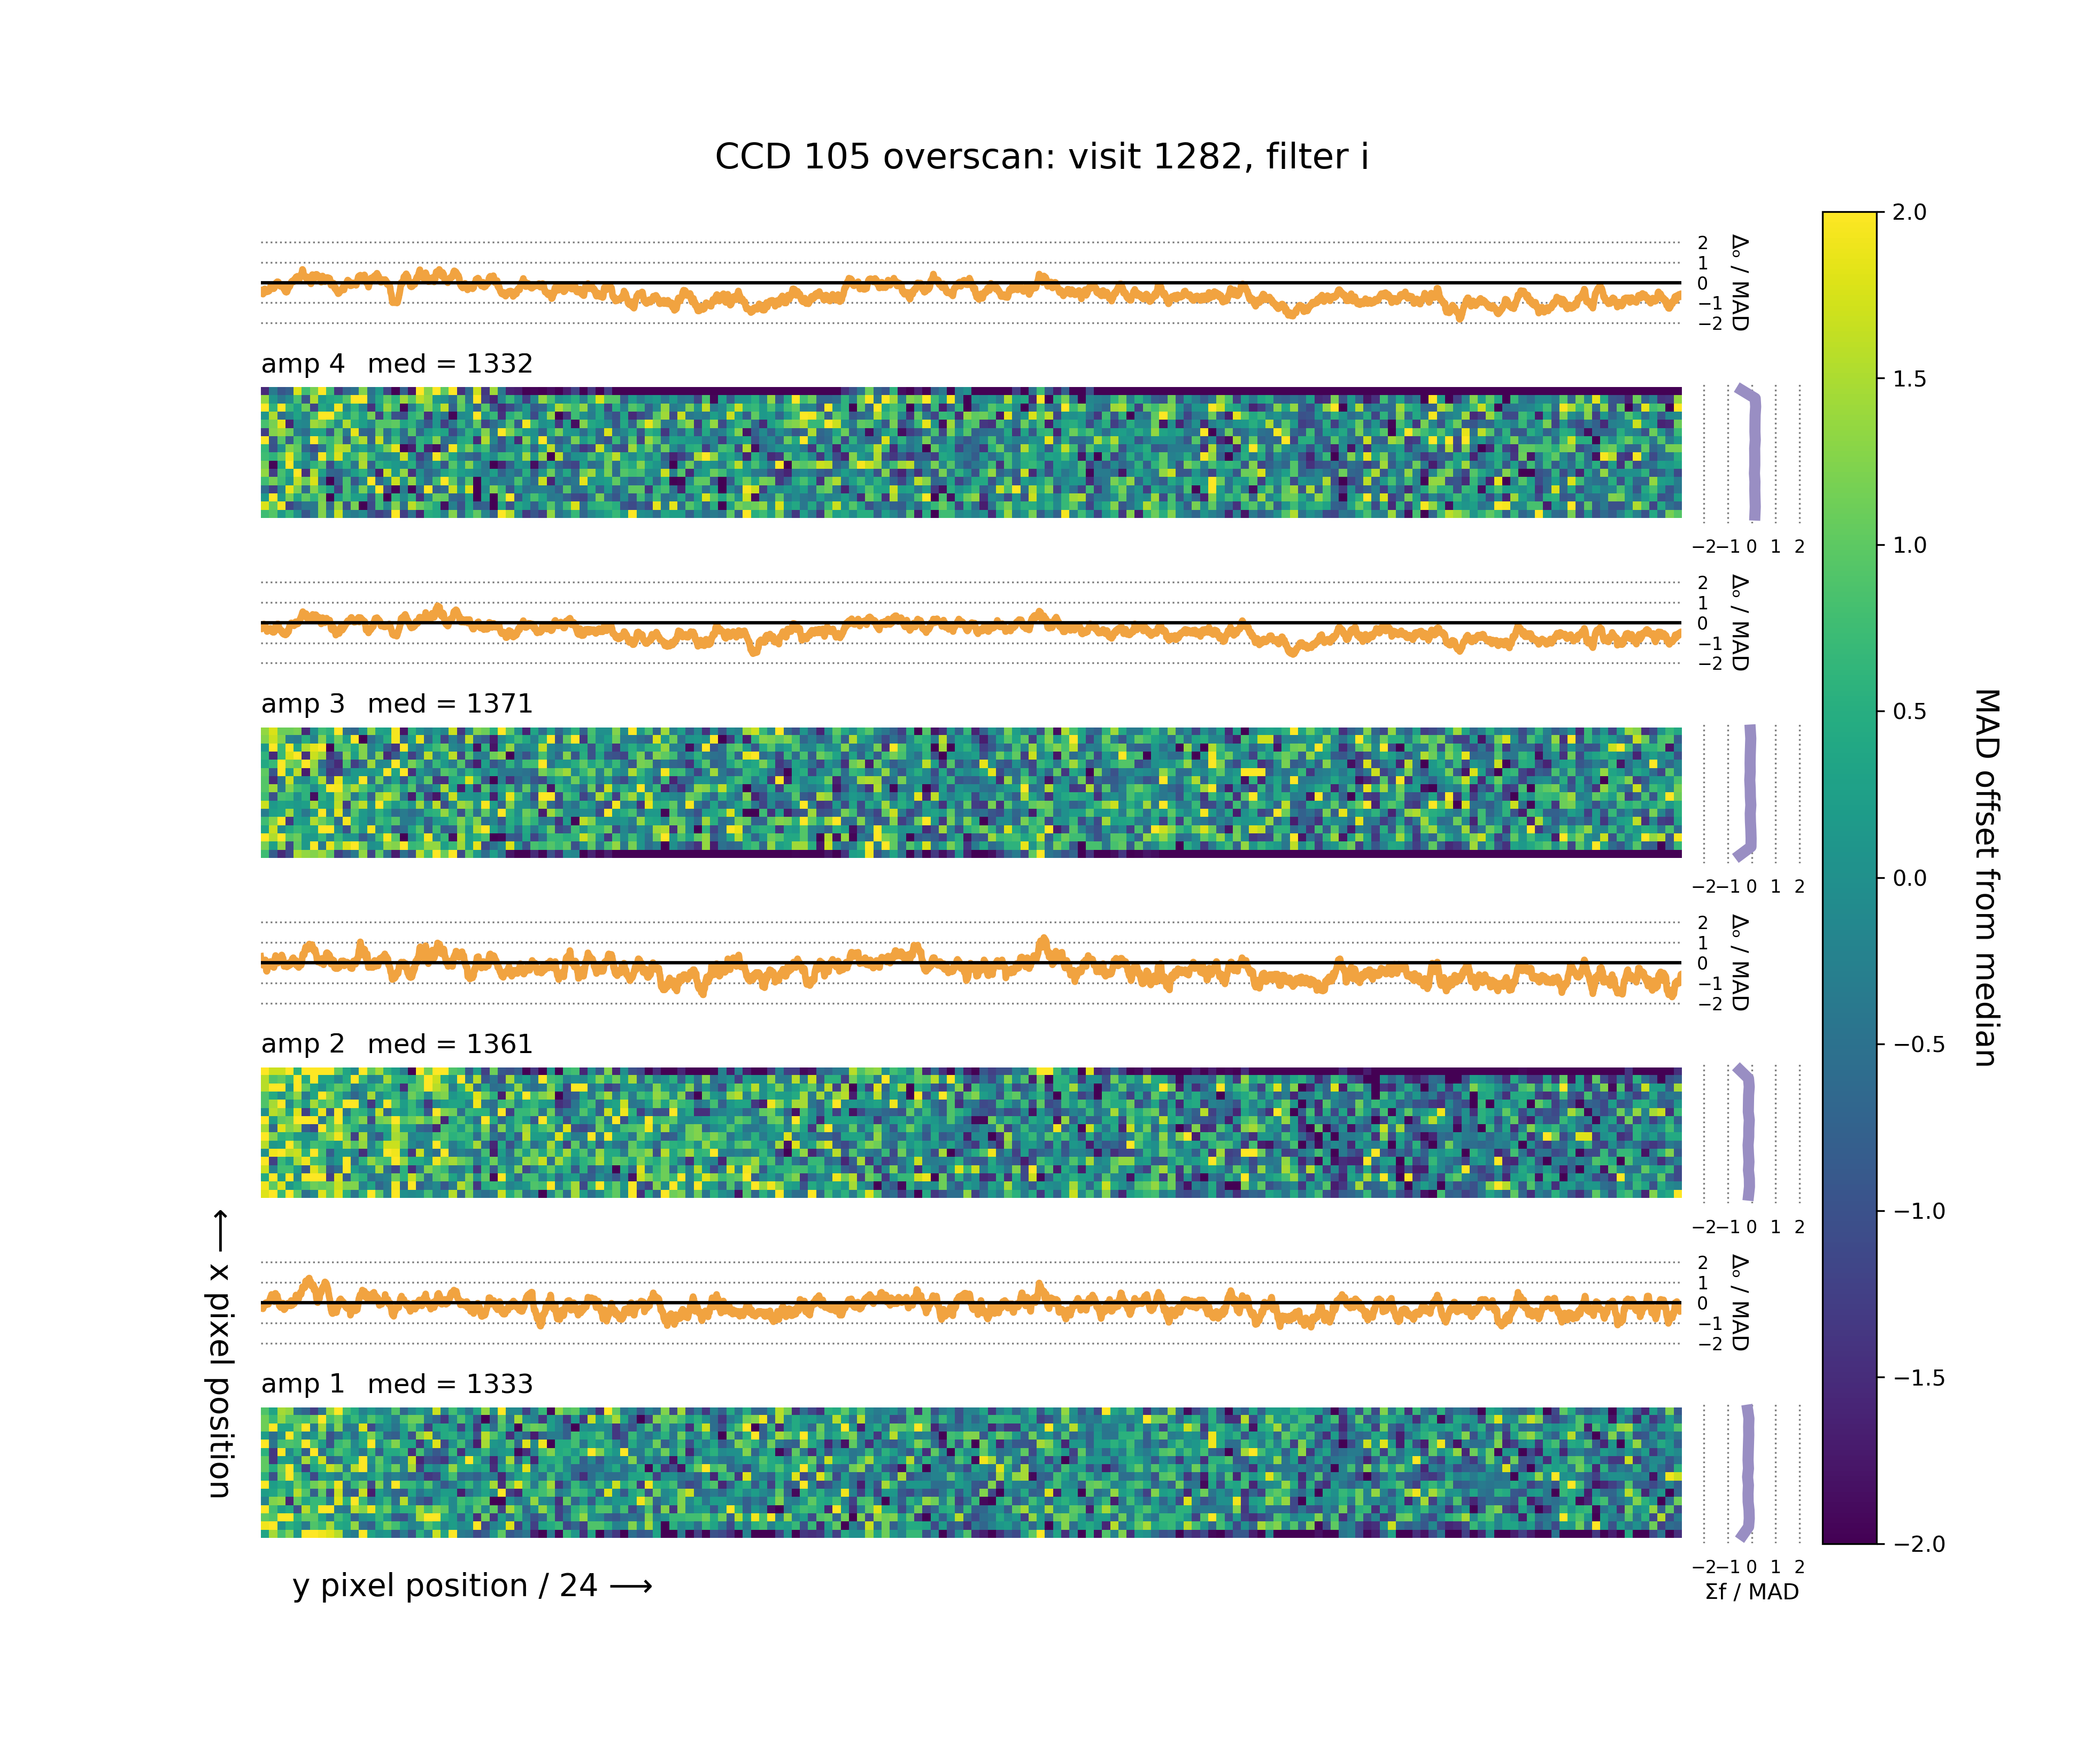 CCD 105 overscan: visit 1282, filter i
2
1
0
−1
−2
Δₒ / MAD
amp 4 med = 1332
−2 −1 0 1 2
2
1
0
−1
−2
Δₒ / MAD
amp 3 med = 1371
−2 −1 0 1 2
2
1
0
−1
−2
Δₒ / MAD
amp 2 med = 1361
−2 −1 0 1 2
2
1
0
−1
−2
Δₒ / MAD
amp 1 med = 1333
−2 −1 0 1 2
Σf / MAD
x pixel position ⟶
y pixel position / 24 ⟶
2.0
1.5
1.0
0.5
0.0
−0.5
−1.0
−1.5
−2.0
MAD offset from median